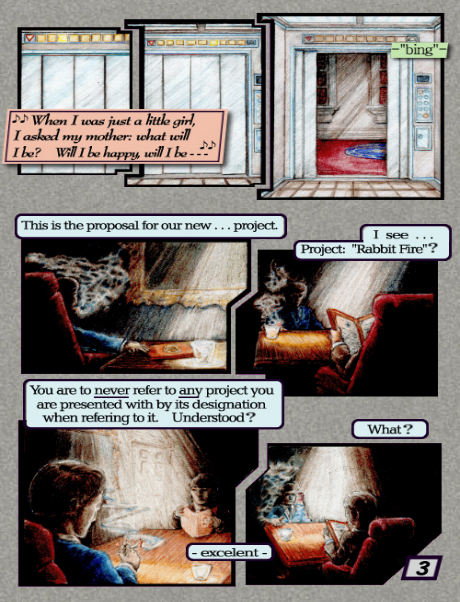 –"bing"–
♪♪ When I was just a little girl,
I asked my mother: what will
I be? Will I be happy, will I be - - -♪♪
This is the proposal for our new . . . project.
I see . . .
Project: "Rabbit Fire"?
You are to never refer to any project you
are presented with by its designation
when refering to it. Understood?
What?
- excelent -
3